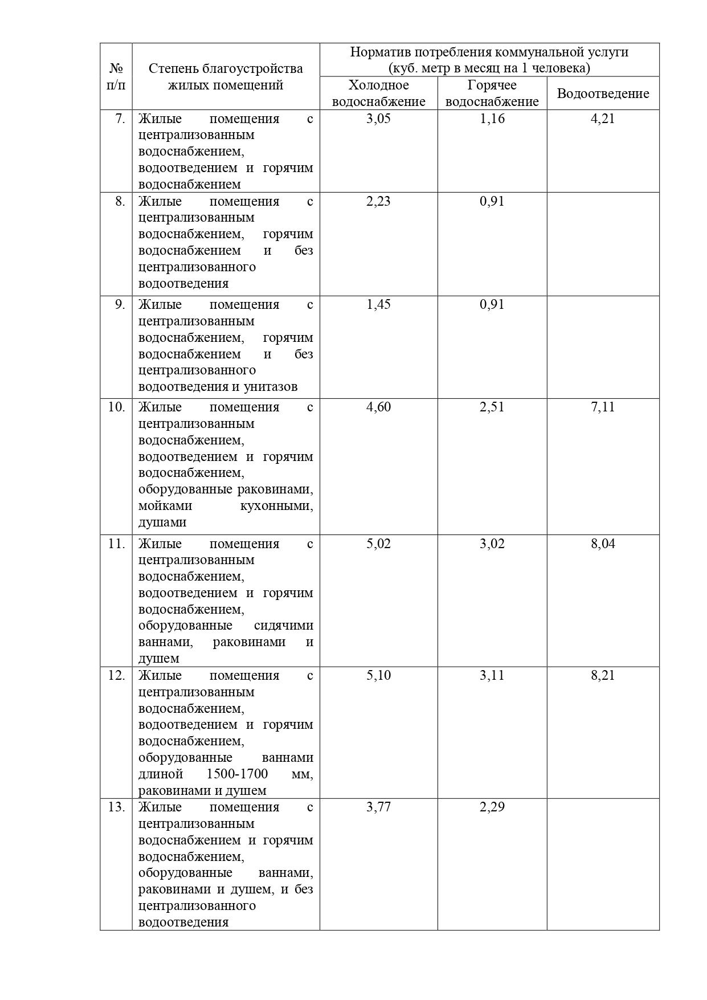 №
п/п
Степень благоустройства
жилых помещений
Норматив потребления коммунальной услуги
(куб. метр в месяц на 1 человека)
Холодное
водоснабжение
Горячее
водоснабжение
Водоотведение
7. Жилые помещения с 3,05 1,16 4,21
централизованным
водоснабжением,
водоотведением и горячим
водоснабжением
8. Жилые помещения с 2,23 0,91
централизованным
водоснабжением, горячим
водоснабжением и без
централизованного
водоотведения
9. Жилые помещения с 1,45 0,91
централизованным
водоснабжением, горячим
водоснабжением и без
централизованного
водоотведения и унитазов
10. Жилые помещения с 4,60 2,51 7,11
централизованным
водоснабжением,
водоотведением и горячим
водоснабжением,
оборудованные раковинами,
мойками кухонными,
душами
11. Жилые помещения с 5,02 3,02 8,04
централизованным
водоснабжением,
водоотведением и горячим
водоснабжением,
оборудованные сидячими
ваннами, раковинами и
душем
12. Жилые помещения с 5,10 3,11 8,21
централизованным
водоснабжением,
водоотведением и горячим
водоснабжением,
оборудованные ваннами
длиной 1500-1700 мм,
раковинами и душем
13. Жилые помещения с 3,77 2,29
централизованным
водоснабжением и горячим
водоснабжением,
оборудованные ваннами,
раковинами и душем, и без
централизованного
водоотведения